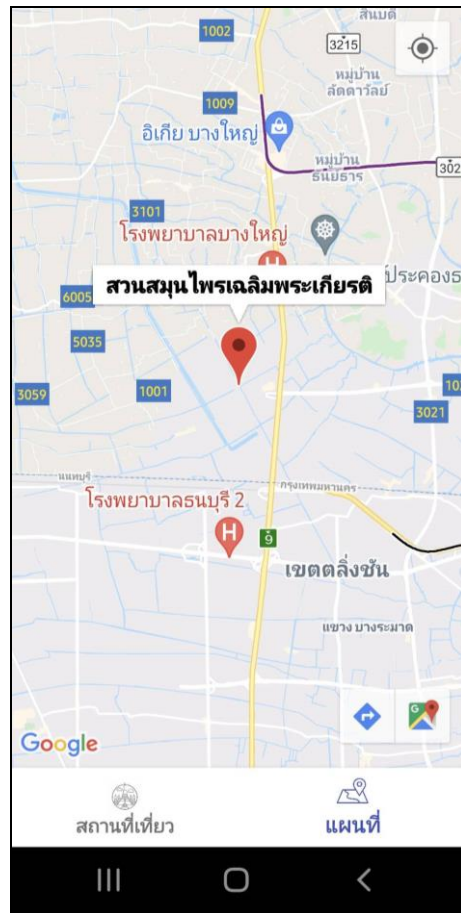 สินบดี
1002
3215
หมู่บ้าน
ลัดดาวัลย์
1009
อิเกีย บางใหญ่
หมู่บ้าน
ธนยธาร
302
3101
โรงพยาบาลบางใหญ่
H
ประคองธ
สวนสมุนไพรเฉลิมพระเกียรติ
6005
5035
3059
1001
102
3021
นนทบุรี
กรุงเทพมหานคร
โรงพยาบาลธนบุรี 2
H
9
เขตตลิ่งชัน
แขวง บางระมาด
G
Google
สถานที่เที่ยว
แผนที่